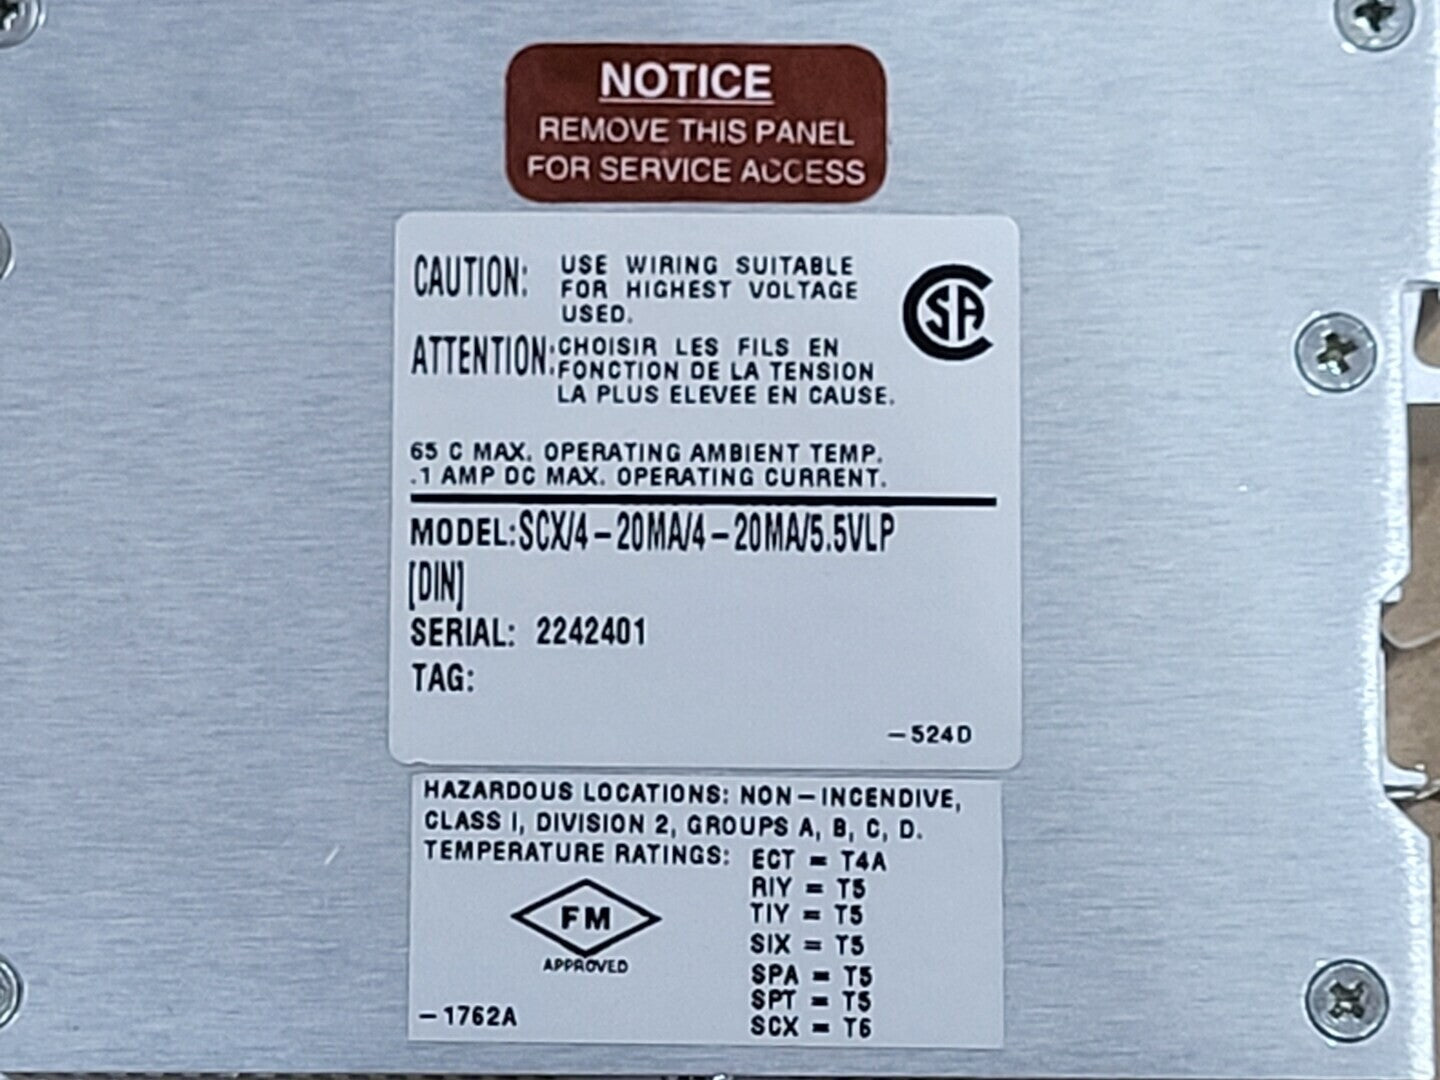 NOTICE
REMOVE THIS PANEL
FOR SERVICE ACCESS
CAUTION: USE WIRING SUITABLE
FOR HIGHEST VOLTAGE
USED.
CSA
ATTENTION: CHOISIR LES FILS EN
FONCTION DE LA TENSION
LA PLUS ELEVEE EN CAUSE.
65 C MAX. OPERATING AMBIENT TEMP.
.1 AMP DC MAX. OPERATING CURRENT.
MODEL: SCX/4-20MA/4-20MA/5.5VLP
[DIN]
SERIAL: 2242401
TAG:
-524D
HAZARDOUS LOCATIONS: NON-INCENDIVE,
CLASS I, DIVISION 2, GROUPS A, B, C, D.
TEMPERATURE RATINGS: ECT = T4A
RIY = T5
TIY = T5
SIX = T5
SPA = T5
SPT = T5
SCX = T6
FM
APPROVED
-1762A